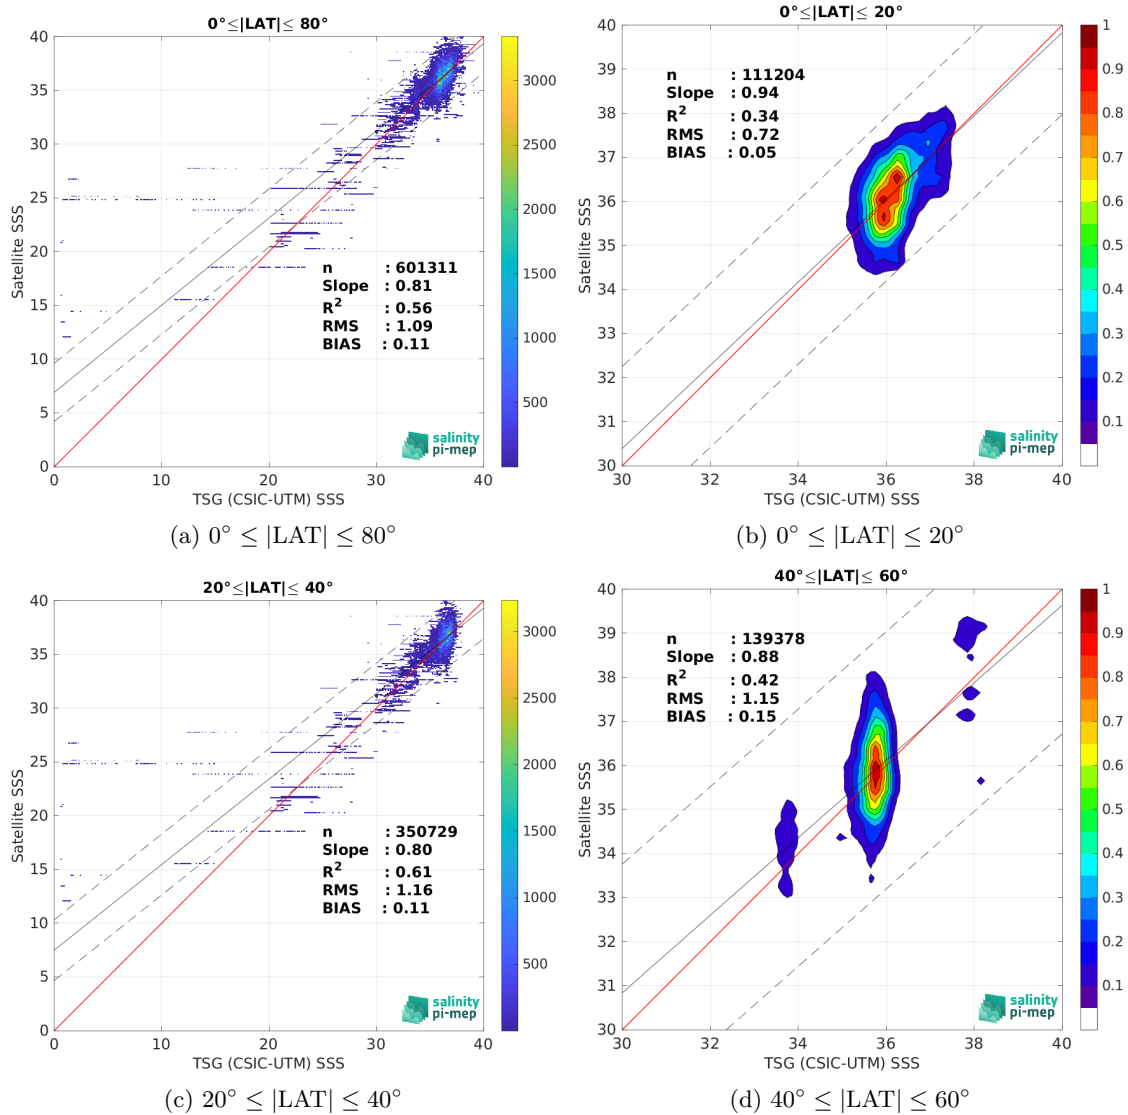 0°≤|LAT|≤ 80°
40
35
30
25
20
15
10
5
0
Satellite SSS
n : 601311
Slope : 0.81
R² : 0.56
RMS : 1.09
BIAS : 0.11
salinity
pi-mep
0 10 20 30 40
TSG (CSIC-UTM) SSS
3000
2500
2000
1500
1000
500
(a) 0° ≤ |LAT| ≤ 80°
0°≤|LAT|≤ 20°
40
39
38
37
36
35
34
33
32
31
30
Satellite SSS
n : 111204
Slope : 0.94
R² : 0.34
RMS : 0.72
BIAS : 0.05
salinity
pi-mep
30 32 34 36 38 40
TSG (CSIC-UTM) SSS
1
0.9
0.8
0.7
0.6
0.5
0.4
0.3
0.2
0.1
(b) 0° ≤ |LAT| ≤ 20°
20°≤|LAT|≤ 40°
40
35
30
25
20
15
10
5
0
Satellite SSS
n : 350729
Slope : 0.80
R² : 0.61
RMS : 1.16
BIAS : 0.11
salinity
pi-mep
0 10 20 30 40
TSG (CSIC-UTM) SSS
3000
2500
2000
1500
1000
500
(c) 20° ≤ |LAT| ≤ 40°
40°≤|LAT|≤ 60°
40
39
38
37
36
35
34
33
32
31
30
Satellite SSS
n : 139378
Slope : 0.88
R² : 0.42
RMS : 1.15
BIAS : 0.15
salinity
pi-mep
30 32 34 36 38 40
TSG (CSIC-UTM) SSS
1
0.9
0.8
0.7
0.6
0.5
0.4
0.3
0.2
0.1
(d) 40° ≤ |LAT| ≤ 60°